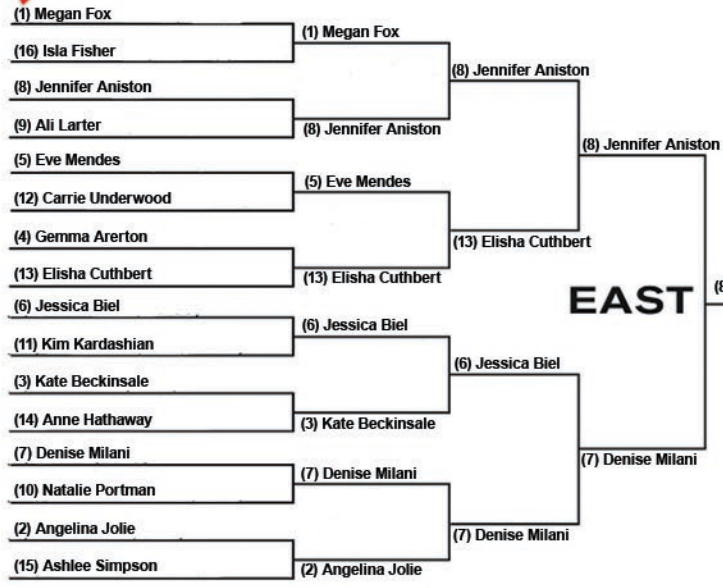 (1) Megan Fox
(16) Isla Fisher
(8) Jennifer Aniston
(9) Ali Larter
(5) Eve Mendes
(12) Carrie Underwood
(4) Gemma Arerton
(13) Elisha Cuthbert
(6) Jessica Biel
(11) Kim Kardashian
(3) Kate Beckinsale
(14) Anne Hathaway
(7) Denise Milani
(10) Natalie Portman
(2) Angelina Jolie
(15) Ashlee Simpson
(1) Megan Fox
(8) Jennifer Aniston
(5) Eve Mendes
(13) Elisha Cuthbert
(6) Jessica Biel
(3) Kate Beckinsale
(7) Denise Milani
(2) Angelina Jolie
(8) Jennifer Aniston
(13) Elisha Cuthbert
(6) Jessica Biel
(7) Denise Milani
(8) Jennifer Aniston
(7) Denise Milani
EAST
(8